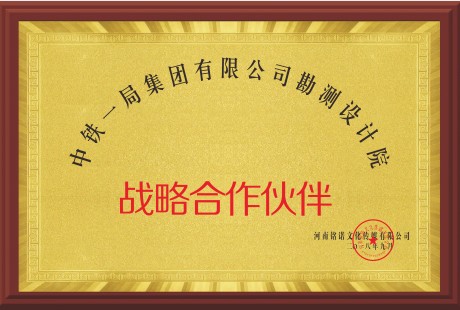 中铁一局集团有限公司勘测设计院
战略合作伙伴
河南铭诺文化传媒有限公司
二〇一八年九月